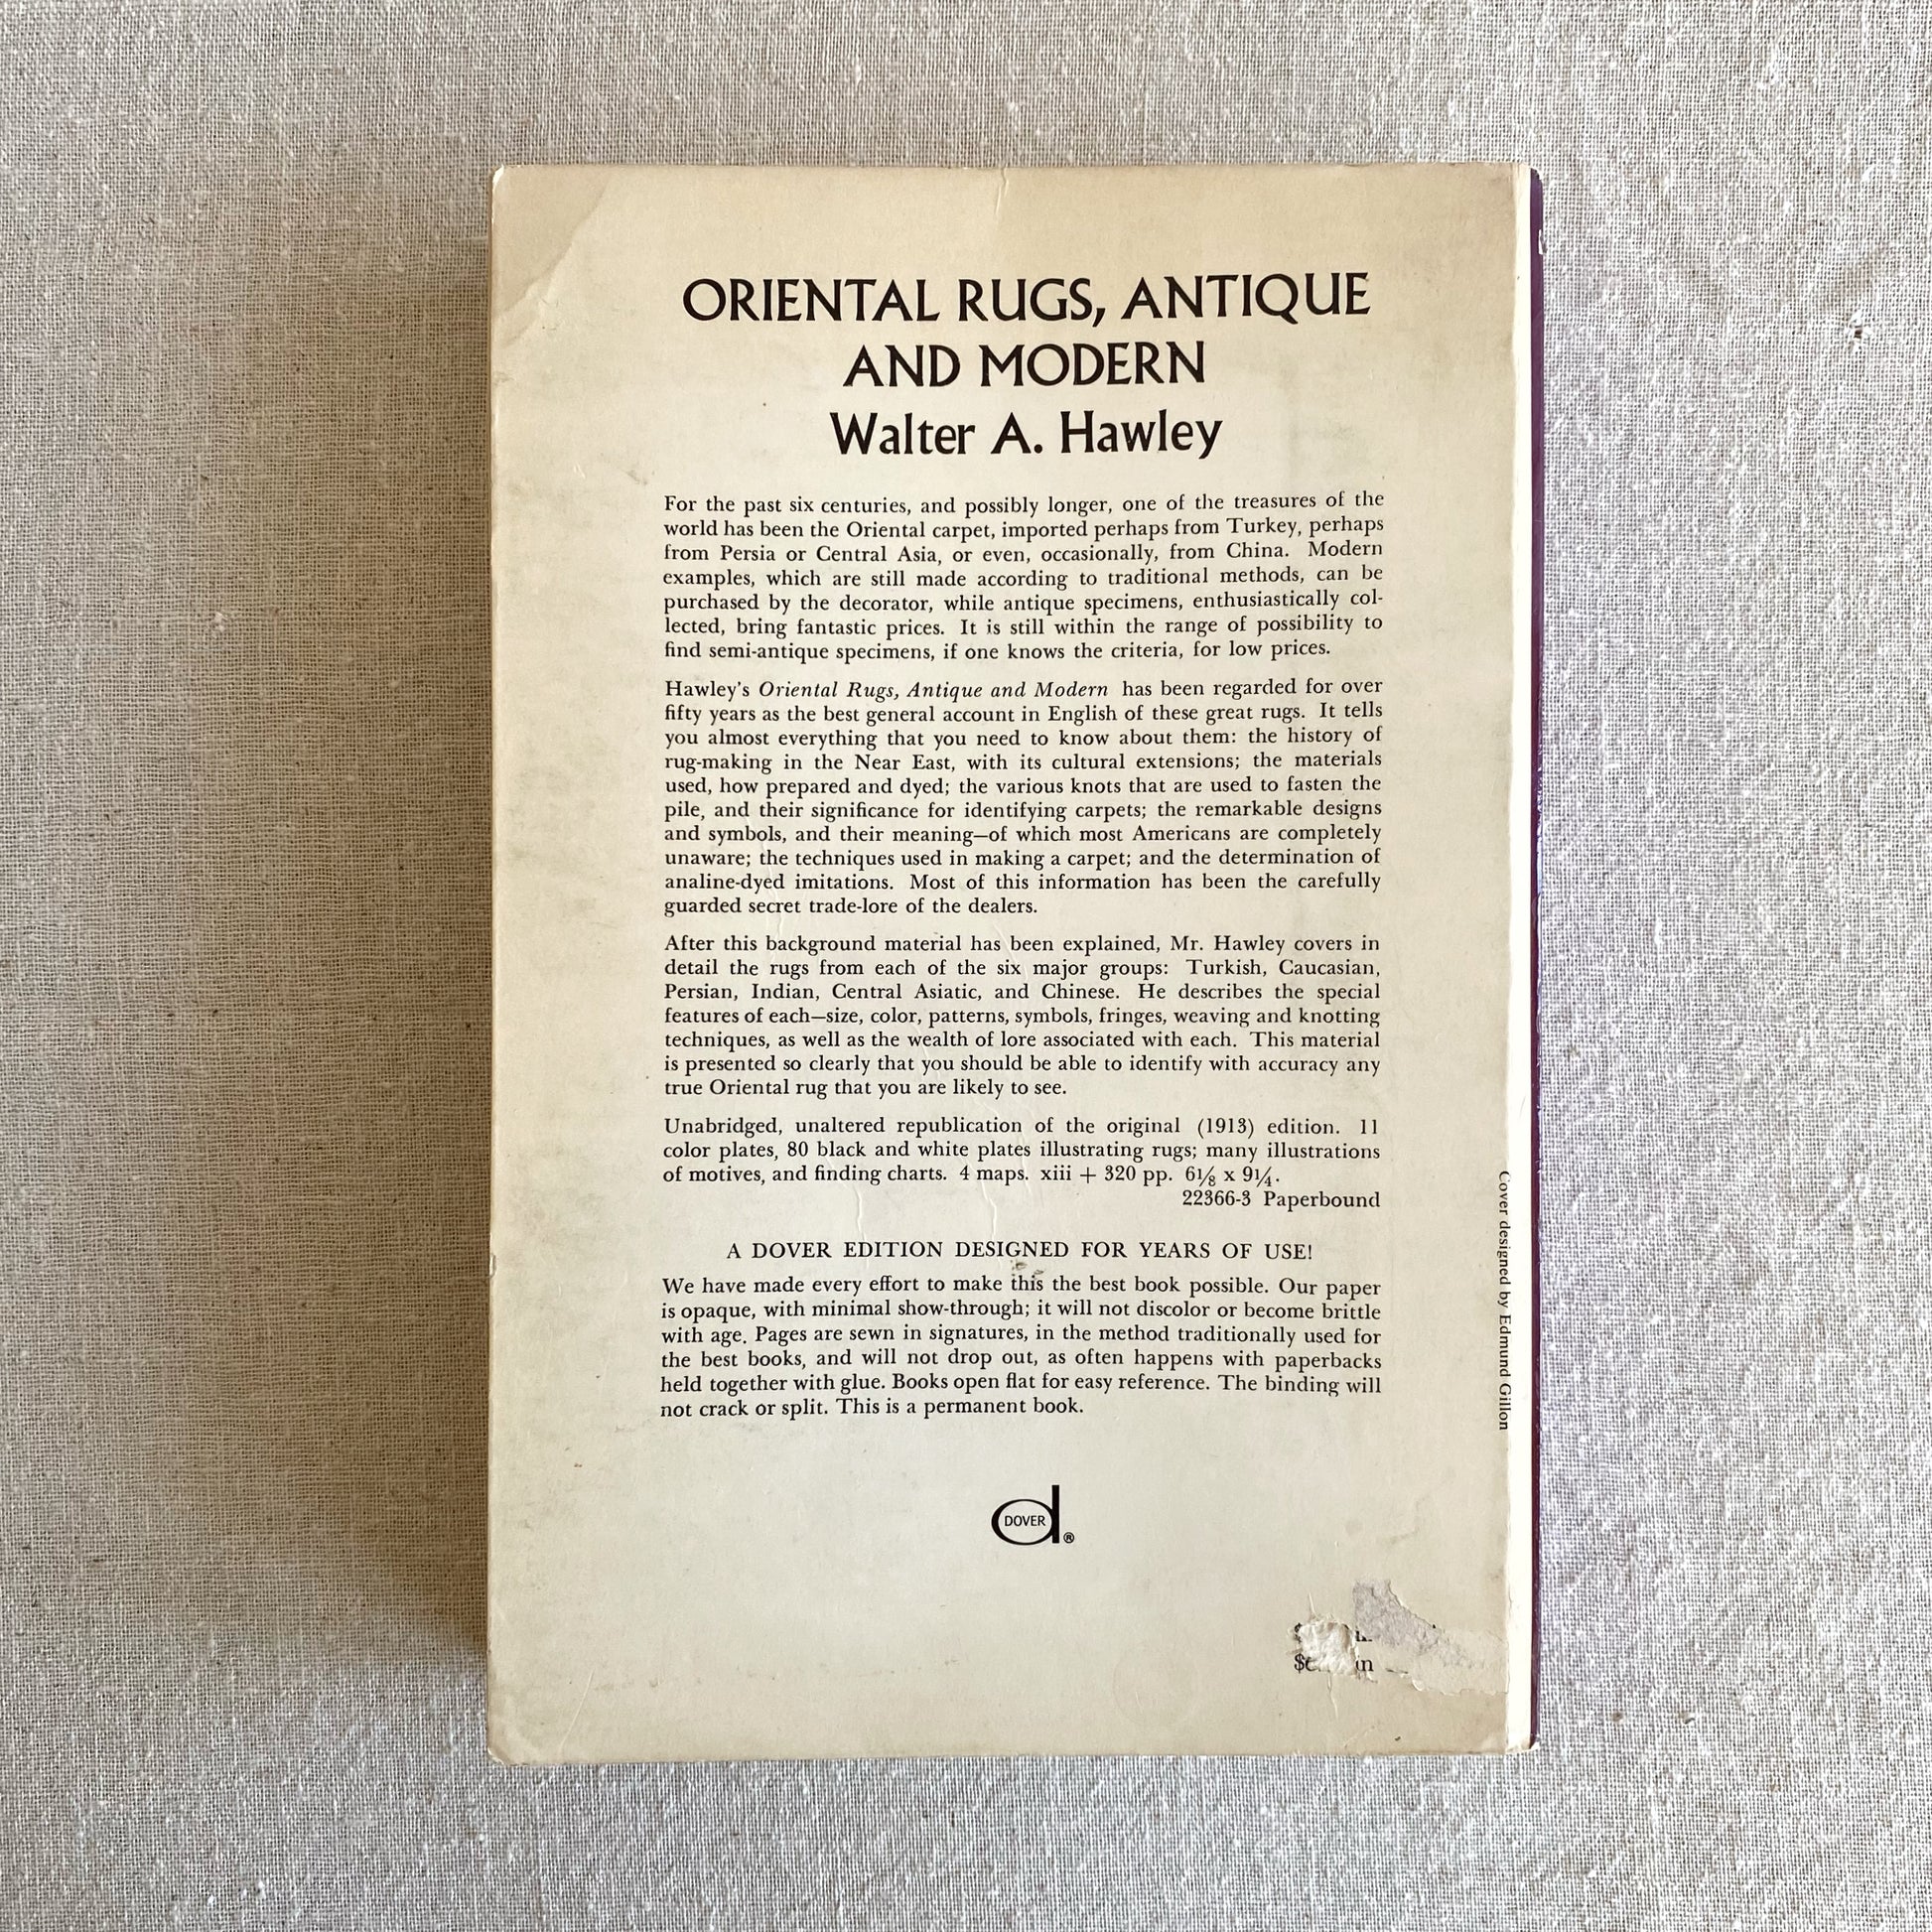 ORIENTAL RUGS, ANTIQUE
AND MODERN
Walter A. Hawley
For the past six centuries, and possibly longer, one of the treasures of the
world has been the Oriental carpet, imported perhaps from Turkey, perhaps
from Persia or Central Asia, or even, occasionally, from China. Modern
examples, which are still made according to traditional methods, can be
purchased by the decorator, while antique specimens, enthusiastically col-
lected, bring fantastic prices. It is still within the range of possibility to
find semi-antique specimens, if one knows the criteria, for low prices.
Hawley's Oriental Rugs, Antique and Modern has been regarded for over
fifty years as the best general account in English of these great rugs. It tells
you almost everything that you need to know about them: the history of
rug-making in the Near East, with its cultural extensions; the materials
used, how prepared and dyed; the various knots that are used to fasten the
pile, and their significance for identifying carpets; the remarkable designs
and symbols, and their meaning—of which most Americans are completely
unaware; the techniques used in making a carpet; and the determination of
analine-dyed imitations. Most of this information has been the carefully
guarded secret trade-lore of the dealers.
After this background material has been explained, Mr. Hawley covers in
detail the rugs from each of the six major groups: Turkish, Caucasian,
Persian, Indian, Central Asiatic, and Chinese. He describes the special
features of each—size, color, patterns, symbols, fringes, weaving and knotting
techniques, as well as the wealth of lore associated with each. This material
is presented so clearly that you should be able to identify with accuracy any
true Oriental rug that you are likely to see.
Unabridged, unaltered republication of the original (1913) edition. 11
color plates, 80 black and white plates illustrating rugs; many illustrations
of motives, and finding charts. 4 maps. xiii + 320 pp. 6⅛ x 9¼.
22366-3 Paperbound
A DOVER EDITION DESIGNED FOR YEARS OF USE!
We have made every effort to make this the best book possible. Our paper
is opaque, with minimal show-through; it will not discolor or become brittle
with age. Pages are sewn in signatures, in the method traditionally used for
the best books, and will not drop out, as often happens with paperbacks
held together with glue. Books open flat for easy reference. The binding will
not crack or split. This is a permanent book.
DOVER ®
Cover designed by Edmund Gillon